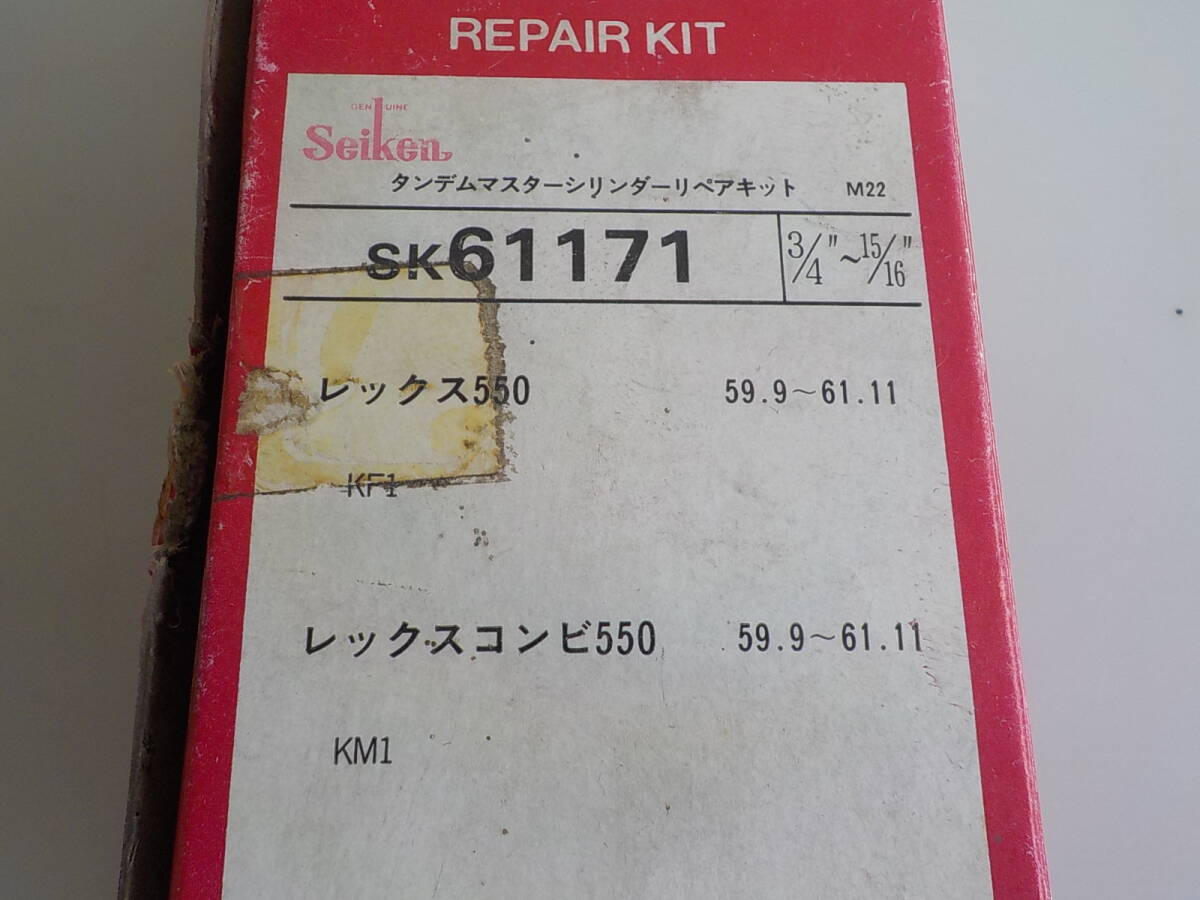 REPAIR KIT
GENUINE
Seiken
タンデムマスターシリンダーリペアキット M22
SK61171 3/4"~15/16"
レックス550 59.9~61.11
KF1
レックスコンビ550 59.9~61.11
KM1